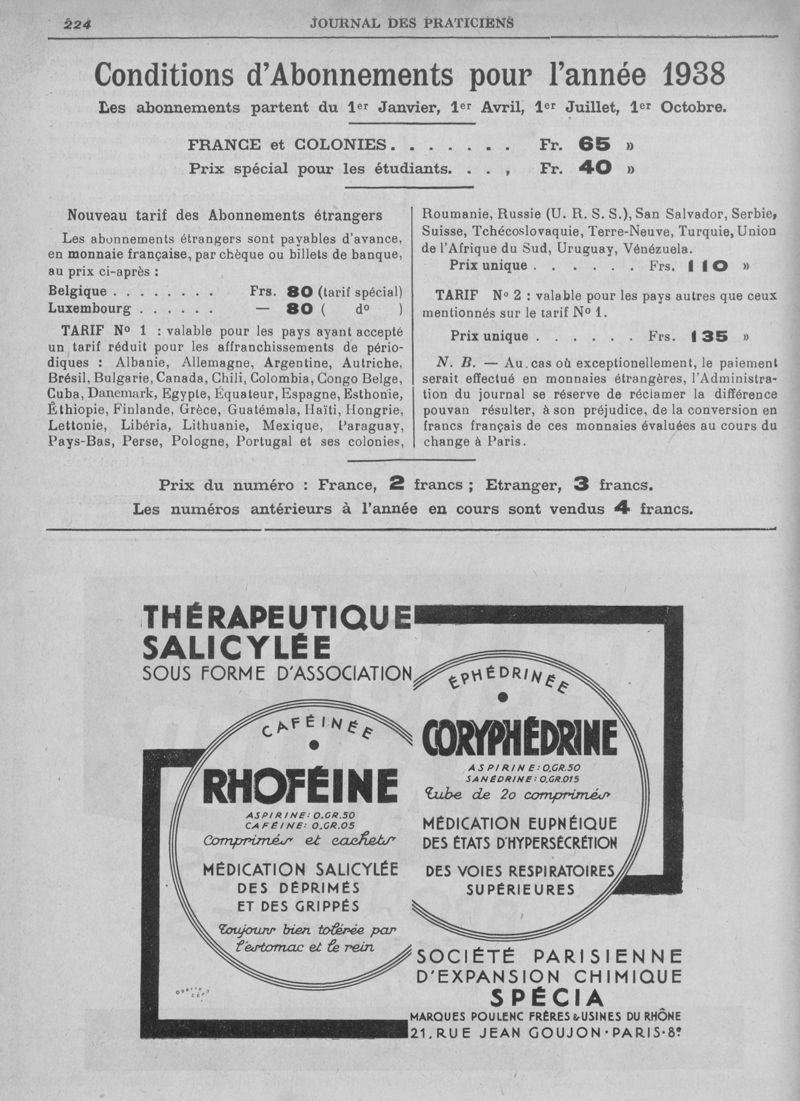 224
JOURNAL DES PRATICIENS
Conditions d'Abonnements pour l'année 1938
Les abonnements partent du 1er Janvier, 1er Avril, 1er Juillet, 1er Octobre.
FRANCE et COLONIES. . . . . . . Fr. 65 »
Prix spécial pour les étudiants. . . , Fr. 40 »
Nouveau tarif des Abonnements étrangers
Les abonnements étrangers sont payables d'avance,
en monnaie française, par chèque ou billets de banque,
au prix ci-après :
Belgique . . . . . . . . Frs. 80 (tarif spécial)
Luxembourg . . . . . . — 80 ( do )
TARIF No 1 : valable pour les pays ayant accepté
un tarif réduit pour les affranchissements de pério-
diques : Albanie, Allemagne, Argentine, Autriche,
Brésil, Bulgarie, Canada, Chili, Colombia, Congo Belge,
Cuba, Danemark, Egypte, Équateur, Espagne, Esthonie,
Éthiopie, Finlande, Grèce, Guatémala, Haïti, Hongrie,
Lettonie, Libéria, Lithuanie, Mexique, Paraguay,
Pays-Bas, Perse, Pologne, Portugal et ses colonies,
Roumanie, Russie (U. R. S. S.), San Salvador, Serbie,
Suisse, Tchécoslovaquie, Terre-Neuve, Turquie, Union
de l'Afrique du Sud, Uruguay, Vénézuela.
Prix unique . . . . . . Frs. 110 »
TARIF No 2 : valable pour les pays autres que ceux
mentionnés sur le tarif No 1.
Prix unique . . . . . . Frs. 135 »
N. B. — Au cas où exceptionellement, le paiement
serait effectué en monnaies étrangères, l'Administra-
tion du journal se réserve de réclamer la différence
pouvan résulter, à son préjudice, de la conversion en
francs français de ces monnaies évaluées au cours du
change à Paris.
Prix du numéro : France, 2 francs ; Etranger, 3 francs.
Les numéros antérieurs à l'année en cours sont vendus 4 francs.
THÉRAPEUTIQUE
SALICYLÉE
SOUS FORME D'ASSOCIATION
CAFÉINÉE
RHOFÉINE
ASPIRINE: 0.GR.50
CAFÉINE: 0.GR.05
Comprimés et cachets
MÉDICATION SALICYLÉE
DES DÉPRIMÉS
ET DES GRIPPÉS
Toujours bien tolérée par
l'estomac et le rein
ÉPHÉDRINÉE
CORYPHÉDRINE
ASPIRINE: 0,GR.50
SANÉDRINE: 0,GR.015
Tube de 20 comprimés
MÉDICATION EUPNÉIQUE
DES ÉTATS D'HYPERSÉCRÉTION
DES VOIES RESPIRATOIRES
SUPÉRIEURES
SOCIÉTÉ PARISIENNE
D'EXPANSION CHIMIQUE
SPÉCIA
MARQUES POULENC FRÈRES & USINES DU RHÔNE
21, RUE JEAN GOUJON · PARIS · 8e